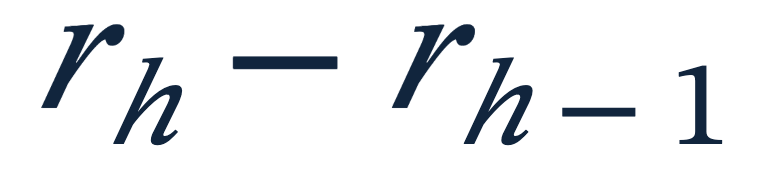 r_h − r_{h − 1}